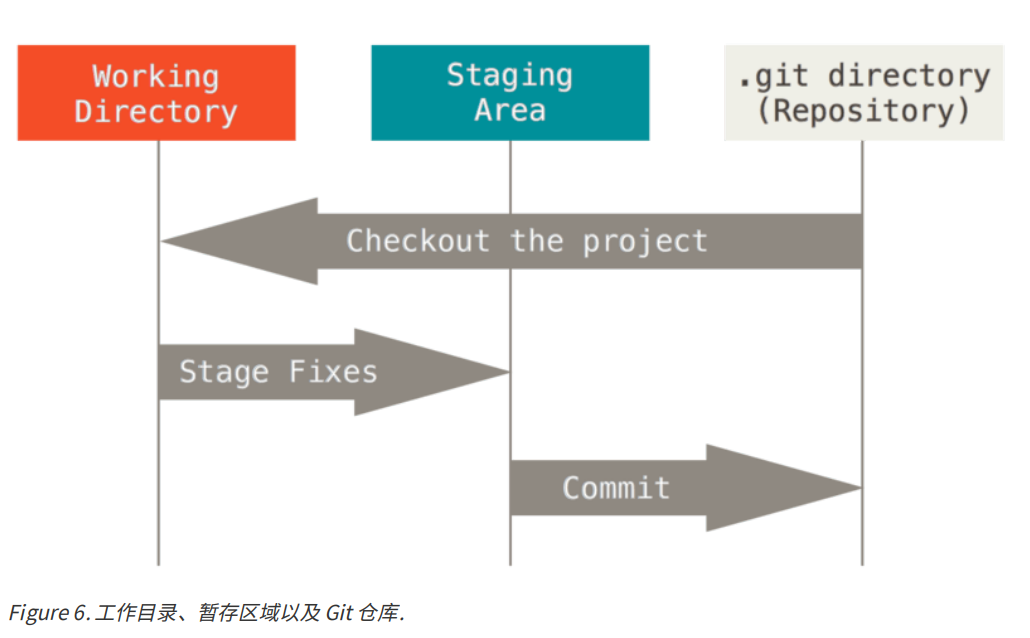 Working
Directory
Staging
Area
.git directory
(Repository)
Checkout the project
Stage Fixes
Commit
Figure 6. 工作目录、暂存区域以及 Git 仓库.